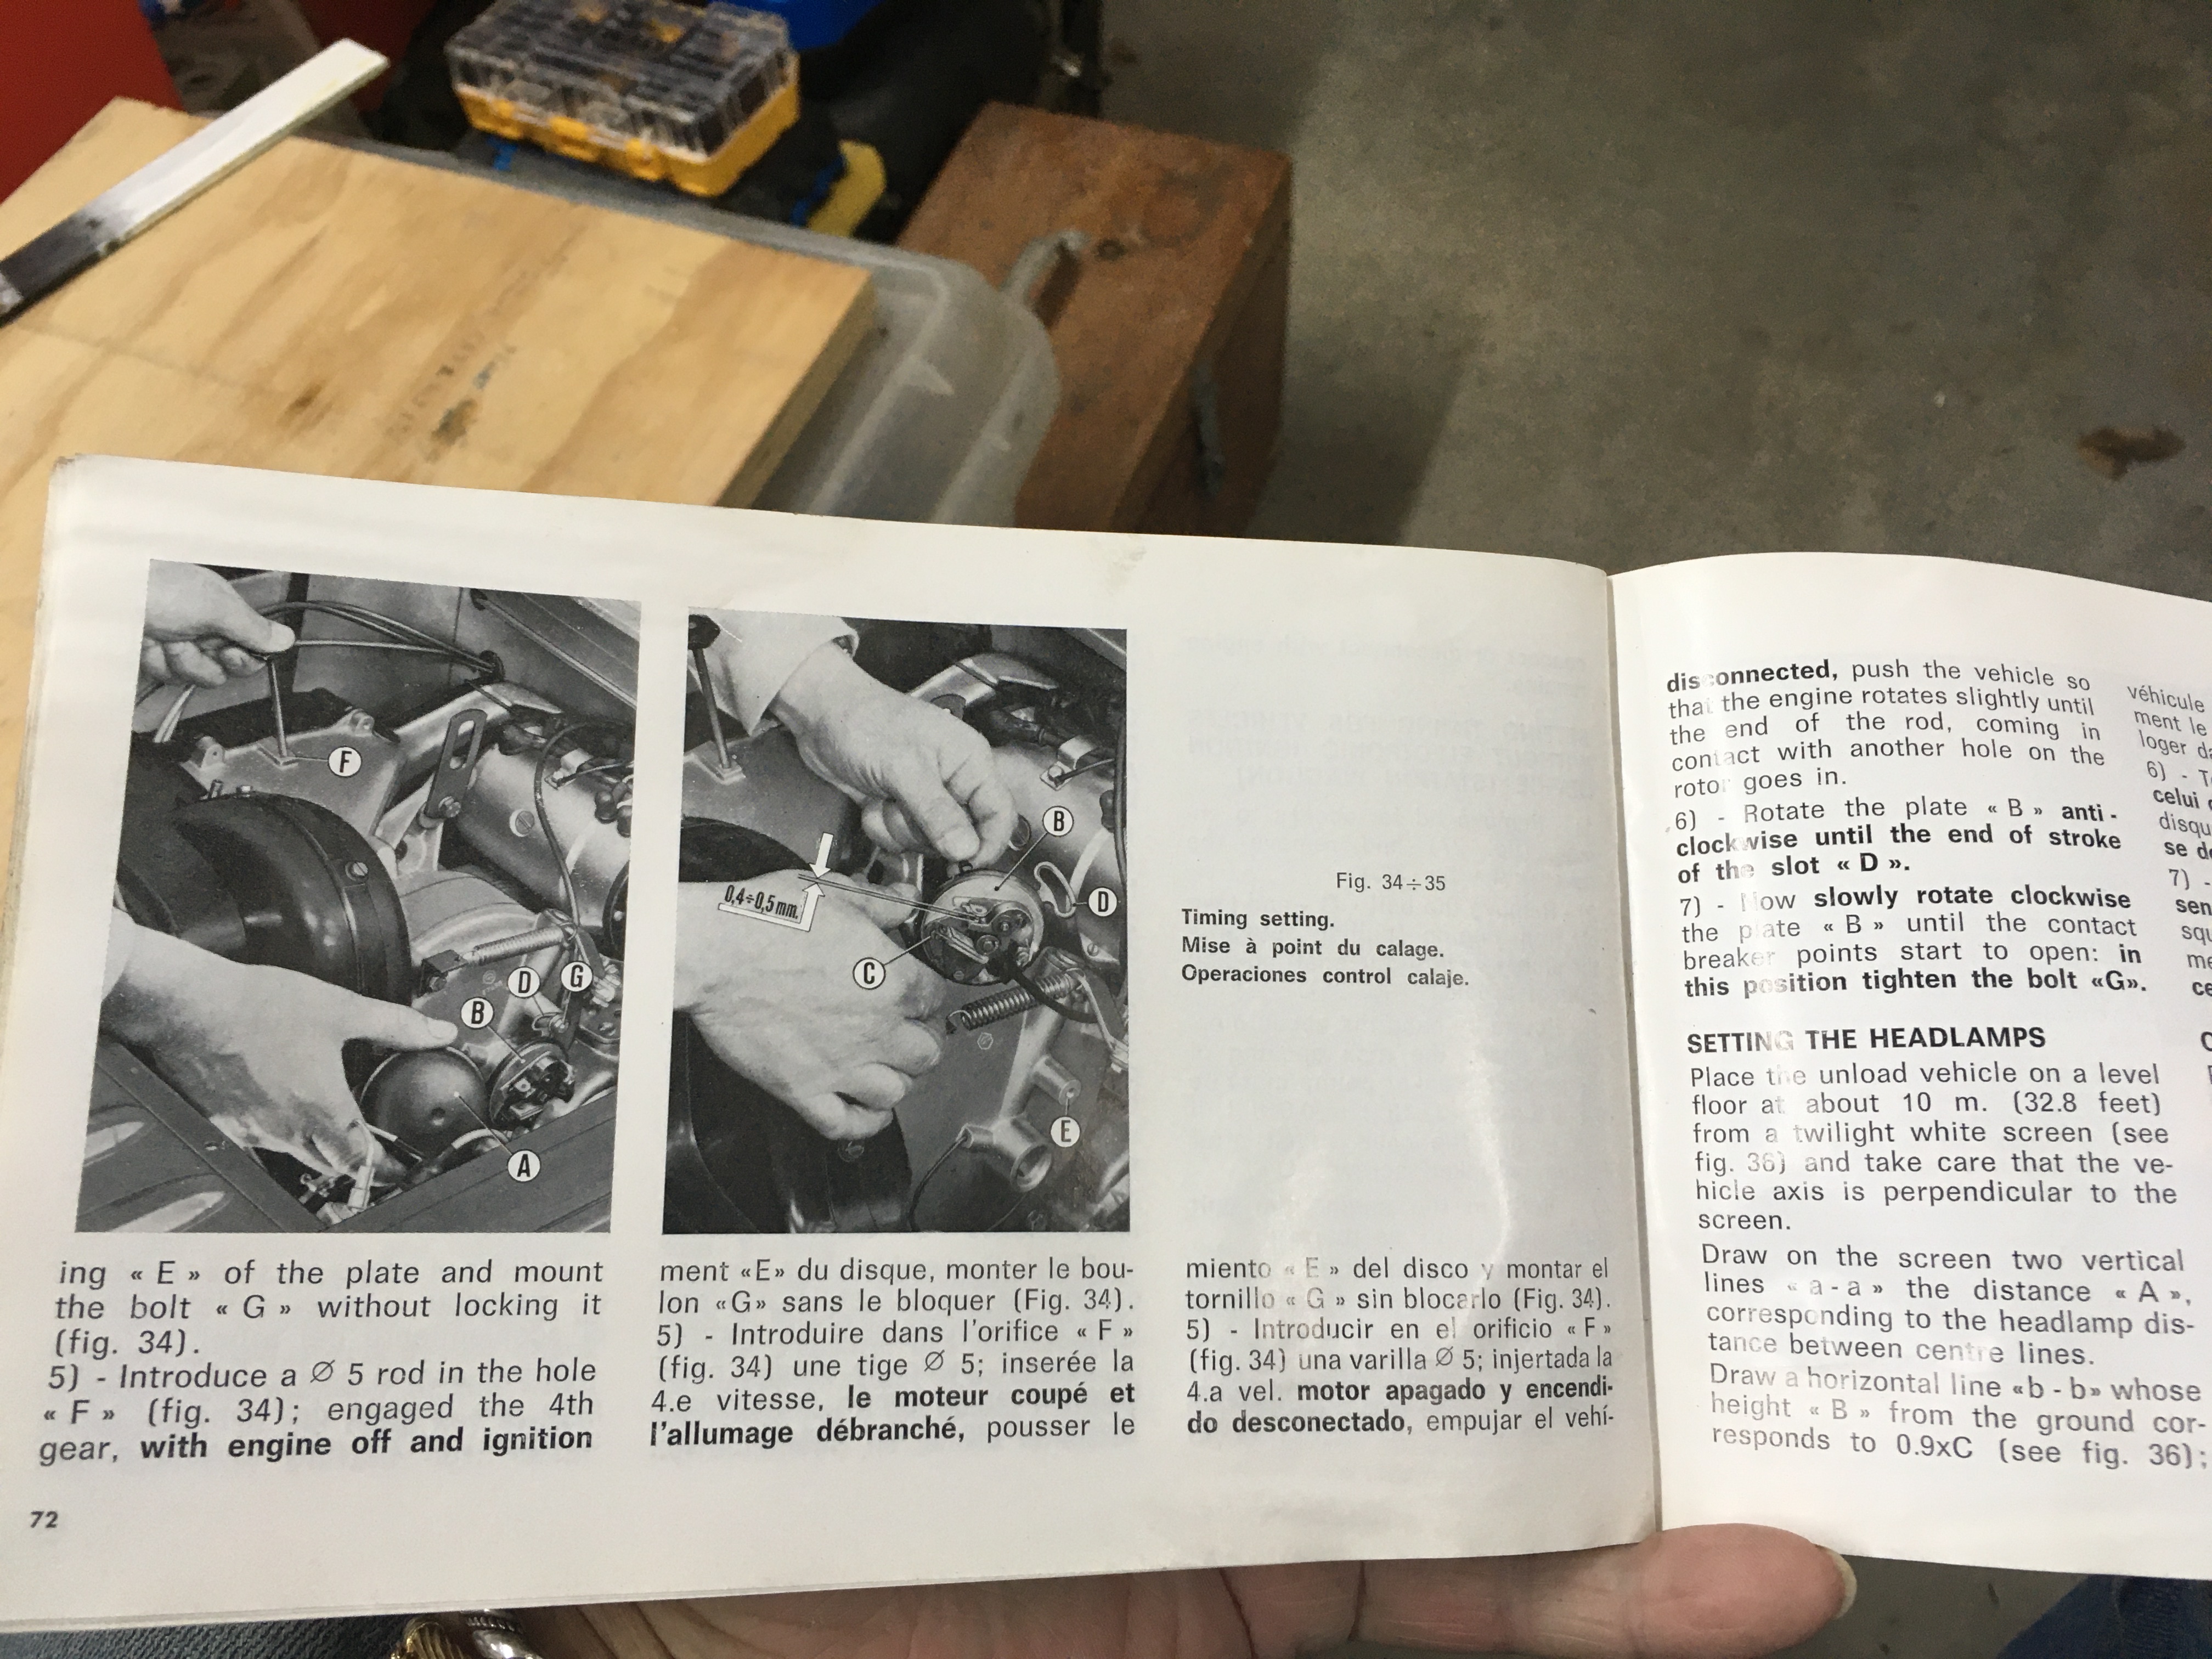 F
D
G
B
A
0,4÷0,5 mm.
B
D
C
E
Fig. 34÷35
Timing setting.
Mise à point du calage.
Operaciones control calaje.
ing « E » of the plate and mount
the bolt « G » without locking it
(fig. 34).
5) - Introduce a Ø 5 rod in the hole
« F » (fig. 34); engaged the 4th
gear, with engine off and ignition
ment «E» du disque, monter le bou-
lon «G» sans le bloquer (Fig. 34).
5) - Introduire dans l'orifice « F »
(fig. 34) une tige Ø 5; inserée la
4.e vitesse, le moteur coupé et
l'allumage débranché, pousser le
miento « E » del disco y montar el
tornillo « G » sin blocarlo (Fig. 34).
5) - Introducir en el orificio « F »
(fig. 34) una varilla Ø 5; injertada la
4.a vel. motor apagado y encendi-
do desconectado, empujar el vehí-
72
disconnected, push the vehicle so
that the engine rotates slightly until
the end of the rod, coming in
contact with another hole on the
rotor goes in.
6) - Rotate the plate « B » anti-
clockwise until the end of stroke
of the slot « D ».
7) - Now slowly rotate clockwise
the plate « B » until the contact
breaker points start to open: in
this position tighten the bolt «G».
SETTING THE HEADLAMPS
Place the unload vehicle on a level
floor at about 10 m. (32.8 feet)
from a twilight white screen (see
fig. 36) and take care that the ve-
hicle axis is perpendicular to the
screen.
Draw on the screen two vertical
lines « a - a » the distance « A »,
corresponding to the headlamp dis-
tance between centre lines.
Draw a horizontal line «b - b» whose
height « B » from the ground cor-
responds to 0.9xC (see fig. 36);
véhicule
ment le
loger
6) -
celui
disqu
se
7) -
sen
squ